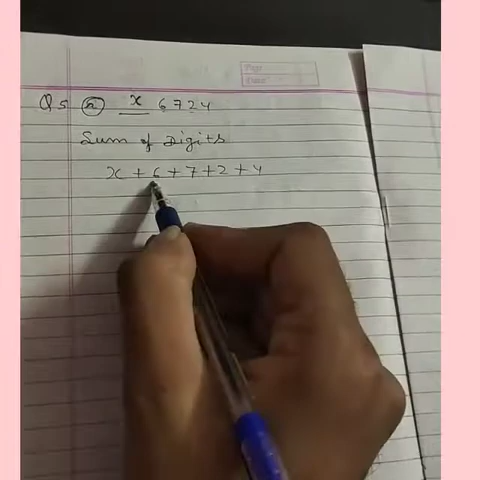 Q5 (a) x 6724
Sum of Digits
x + 6 + 7 + 2 + 4